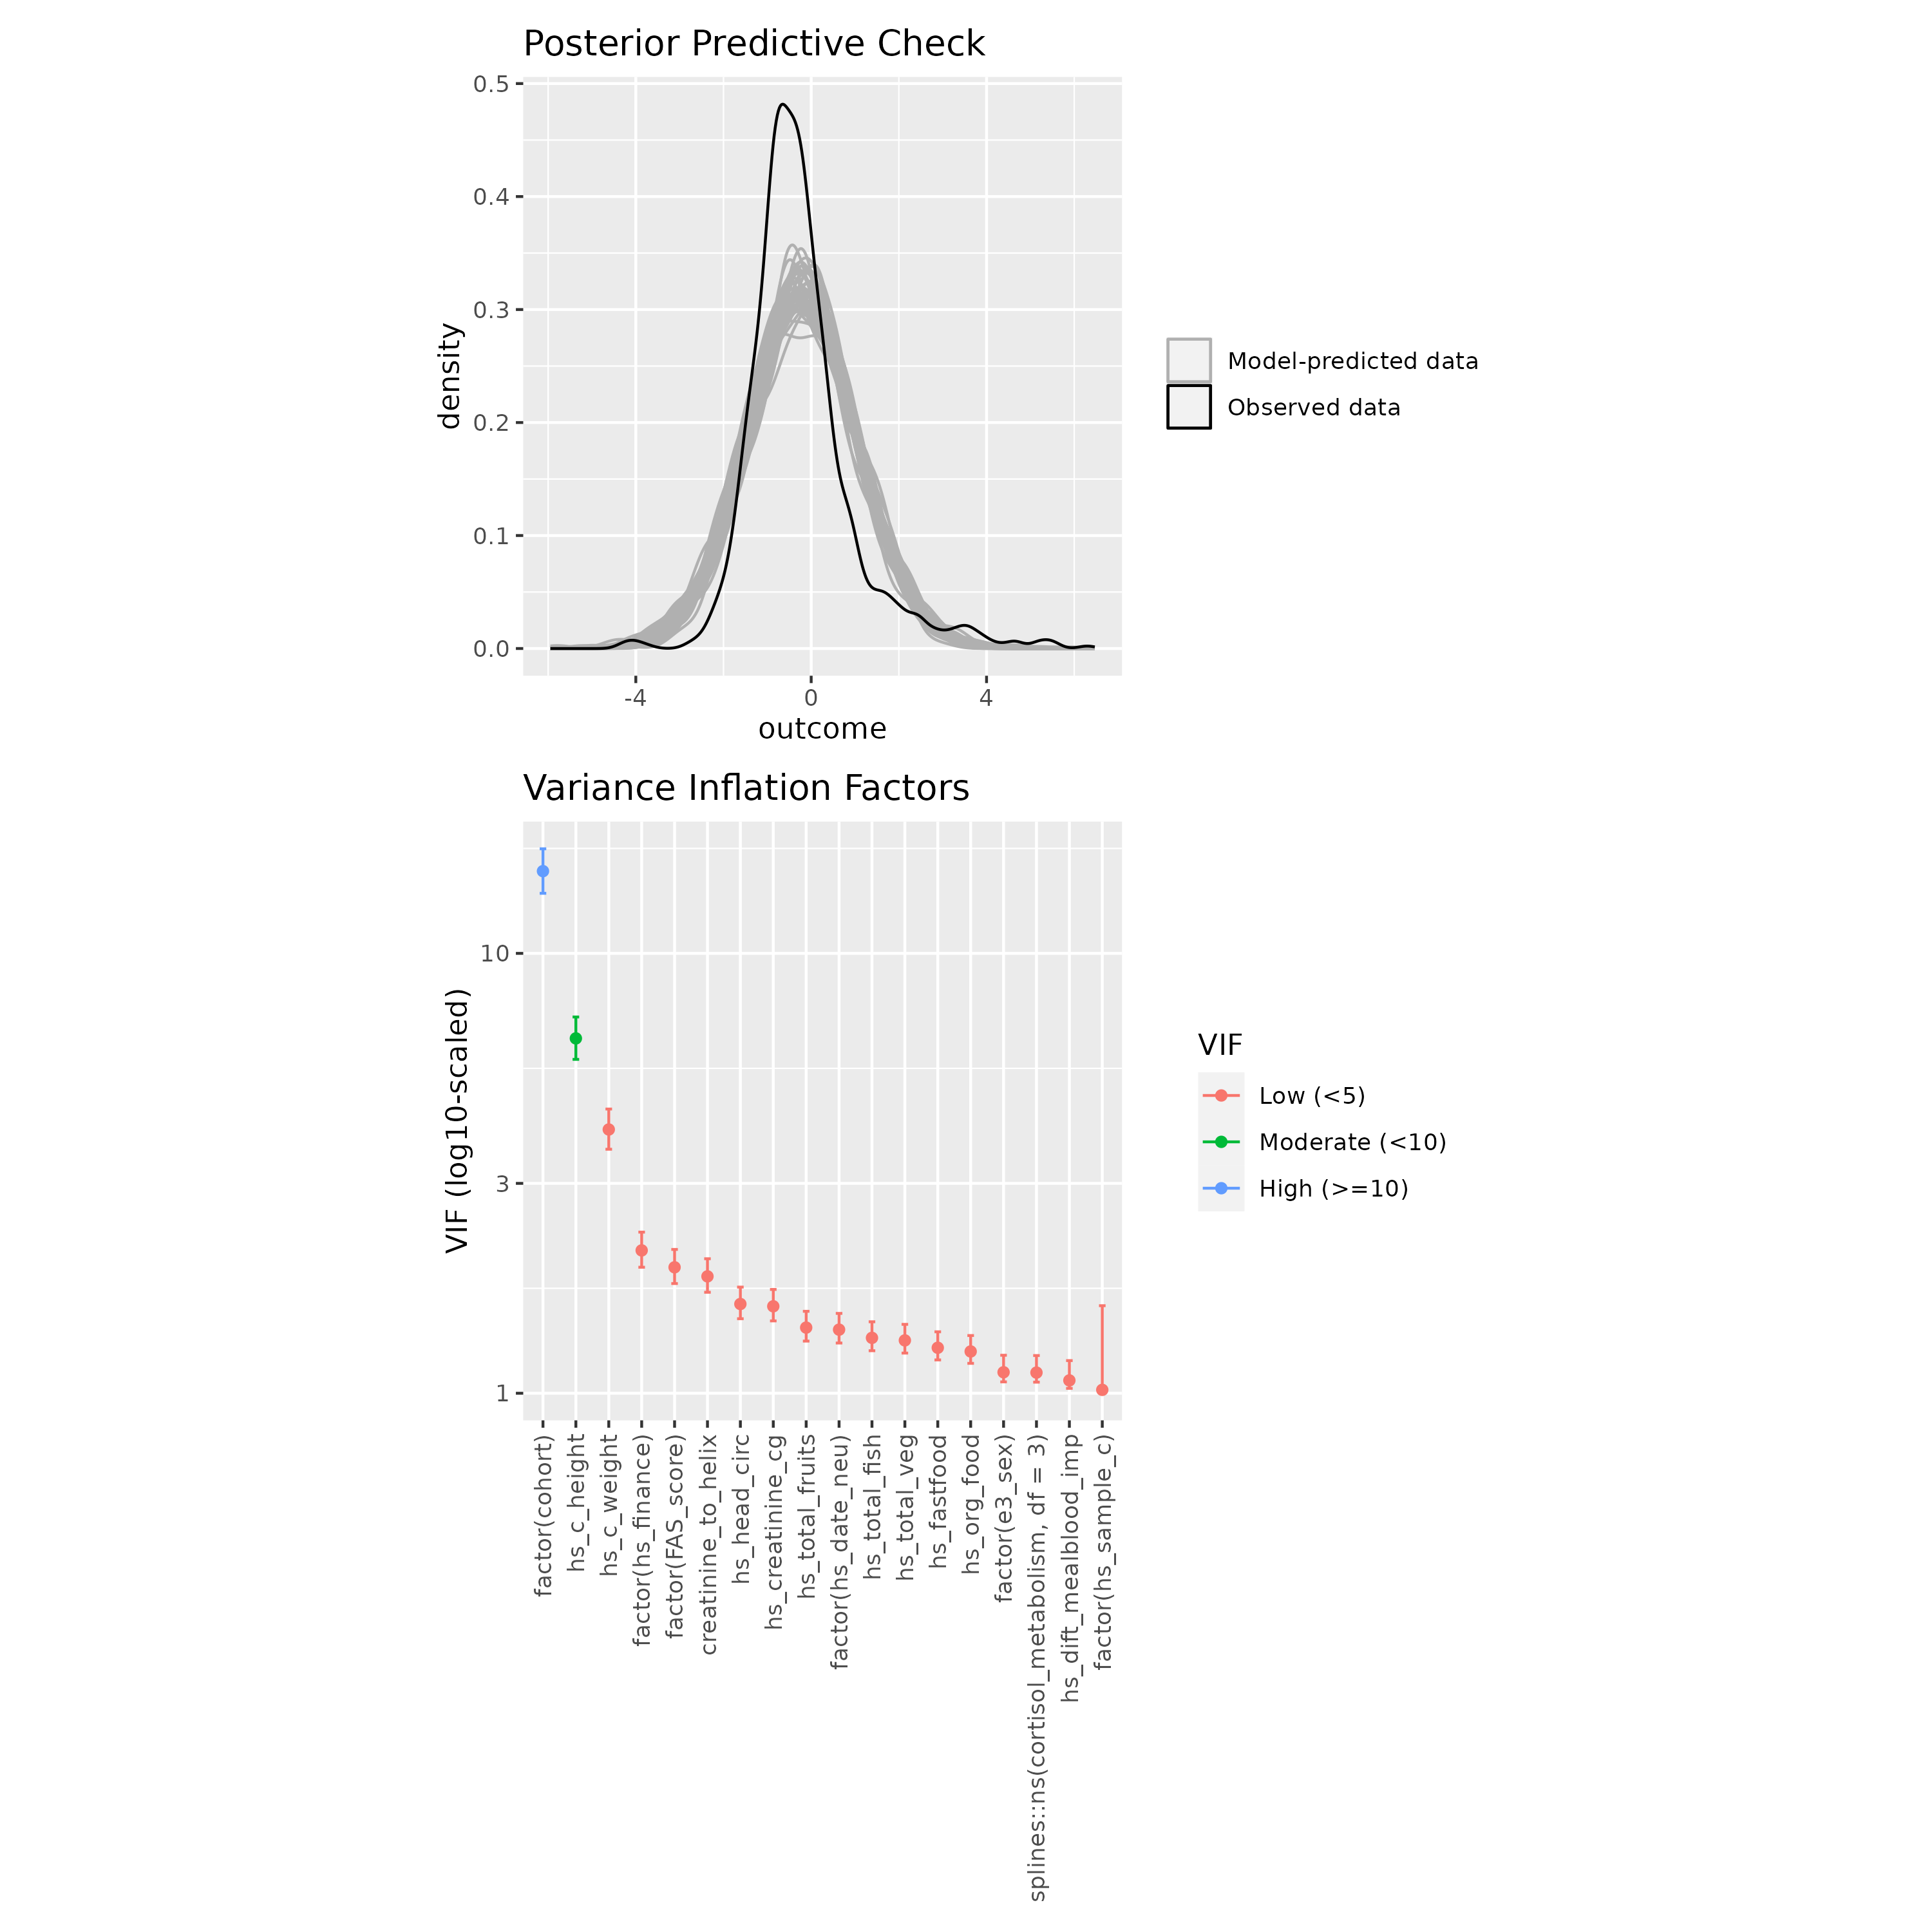 Posterior Predictive Check
0.5
0.4
0.3
0.2
0.1
0.0
density
-4
0
4
outcome
Model-predicted data
Observed data
Variance Inflation Factors
10
3
1
VIF (log10-scaled)
factor(cohort)
hs_c_height
hs_c_weight
factor(hs_finance)
factor(FAS_score)
creatinine_to_helix
hs_head_circ
hs_creatinine_cg
hs_total_fruits
factor(hs_date_neu)
hs_total_fish
hs_total_veg
hs_fastfood
hs_org_food
factor(e3_sex)
splines::ns(cortisol_metabolism, df = 3)
hs_dift_mealblood_imp
factor(hs_sample_c)
VIF
Low (<5)
Moderate (<10)
High (>=10)